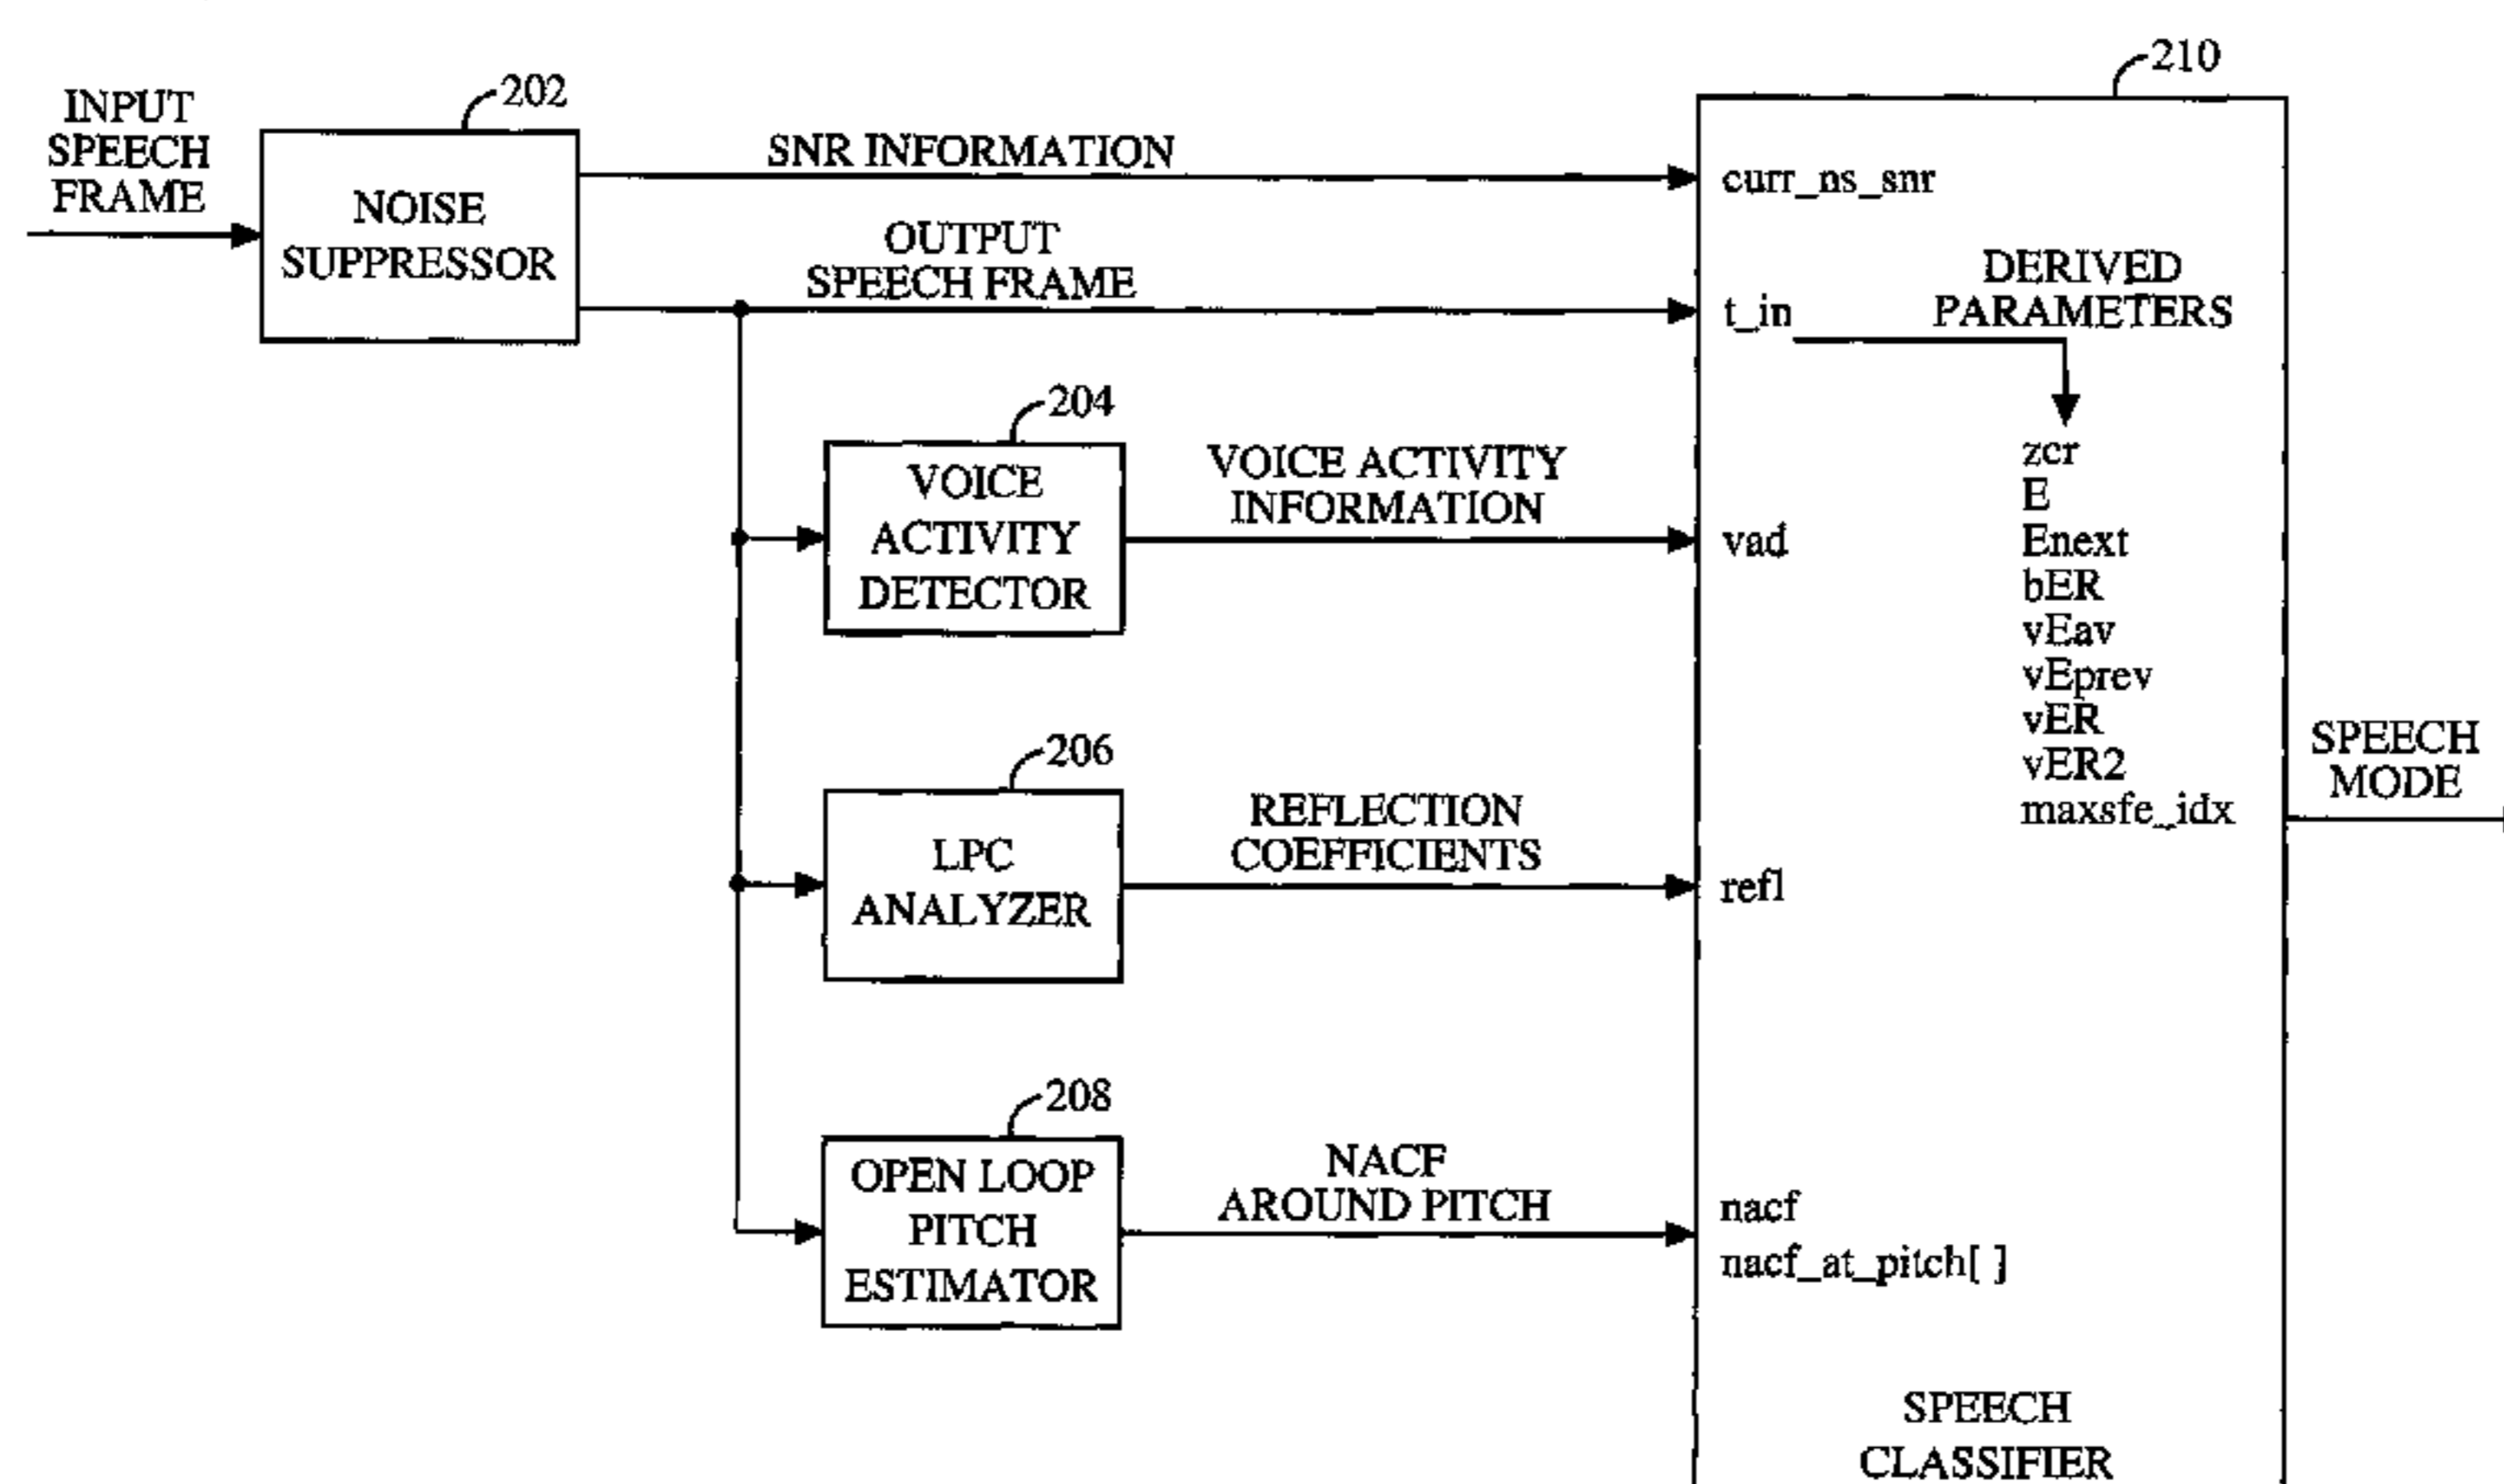 INPUT
SPEECH
FRAME
202
NOISE
SUPPRESSOR
SNR INFORMATION
OUTPUT
SPEECH FRAME
210
curr_ns_snr
t_in
DERIVED
PARAMETERS
zcr
E
Enext
bER
vEav
vEprev
vER
vER2
maxsfe_idx
204
VOICE
ACTIVITY
DETECTOR
VOICE ACTIVITY
INFORMATION
vad
206
LPC
ANALYZER
REFLECTION
COEFFICIENTS
refl
208
OPEN LOOP
PITCH
ESTIMATOR
NACF
AROUND PITCH
nacf
nacf_at_pitch[ ]
SPEECH
CLASSIFIER
SPEECH
MODE